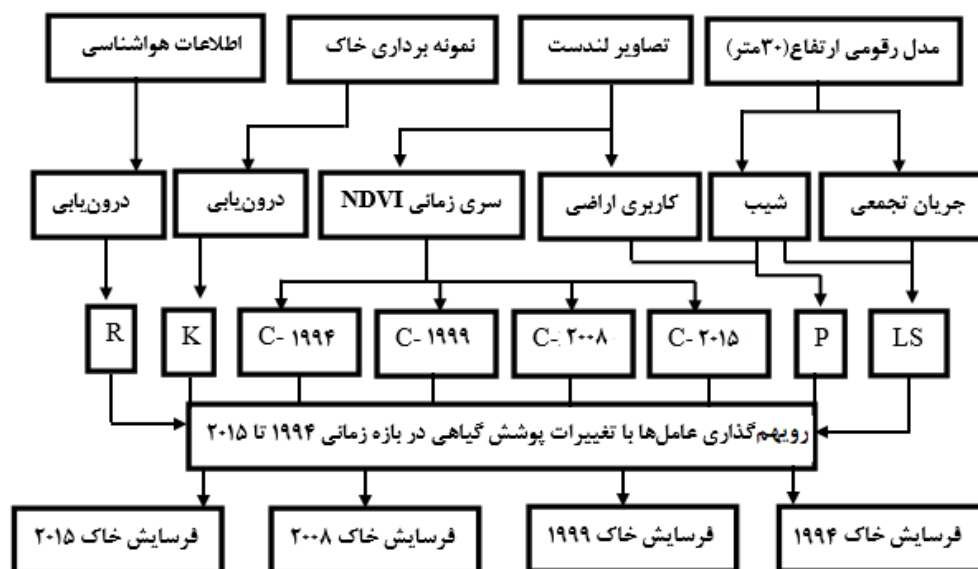 مدل رقومی ارتفاع(۳۰متر)
تصاویر لندست
نمونه برداری خاک
اطلاعات هواشناسی
جریان تجمعی
شیب
کاربری اراضی
سری زمانی NDVI
درون‌یابی
درون‌یابی
LS
P
C- ۲۰۱۵
C- ۲۰۰۸
C- ۱۹۹۹
C- ۱۹۹۴
K
R
رویهم‌گذاری عامل‌ها با تغییرات پوشش گیاهی در بازه زمانی ۱۹۹۴ تا ۲۰۱۵
فرسایش خاک ۱۹۹۴
فرسایش خاک ۱۹۹۹
فرسایش خاک ۲۰۰۸
فرسایش خاک ۲۰۱۵